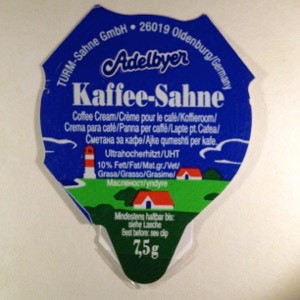 TURM-Sahne GmbH • 26019 Oldenburg/Germany
Adelbyer
Kaffee-Sahne
Coffee Cream/Crème pour le café/Koffieroom/
Crema para café/Panna per caffé/Lapte pt. Cafea/
Сметана за кафе/Ajke qumeshti per kafe
Ultrahocherhitzt/UHT
10% Fett/Fat/Mat.gr./Vet/
Grasa/Grasso/Grasime/
Масленост/yndyre
Mindestens haltbar bis:
siehe Lasche
Best before: see clip
7,5 g